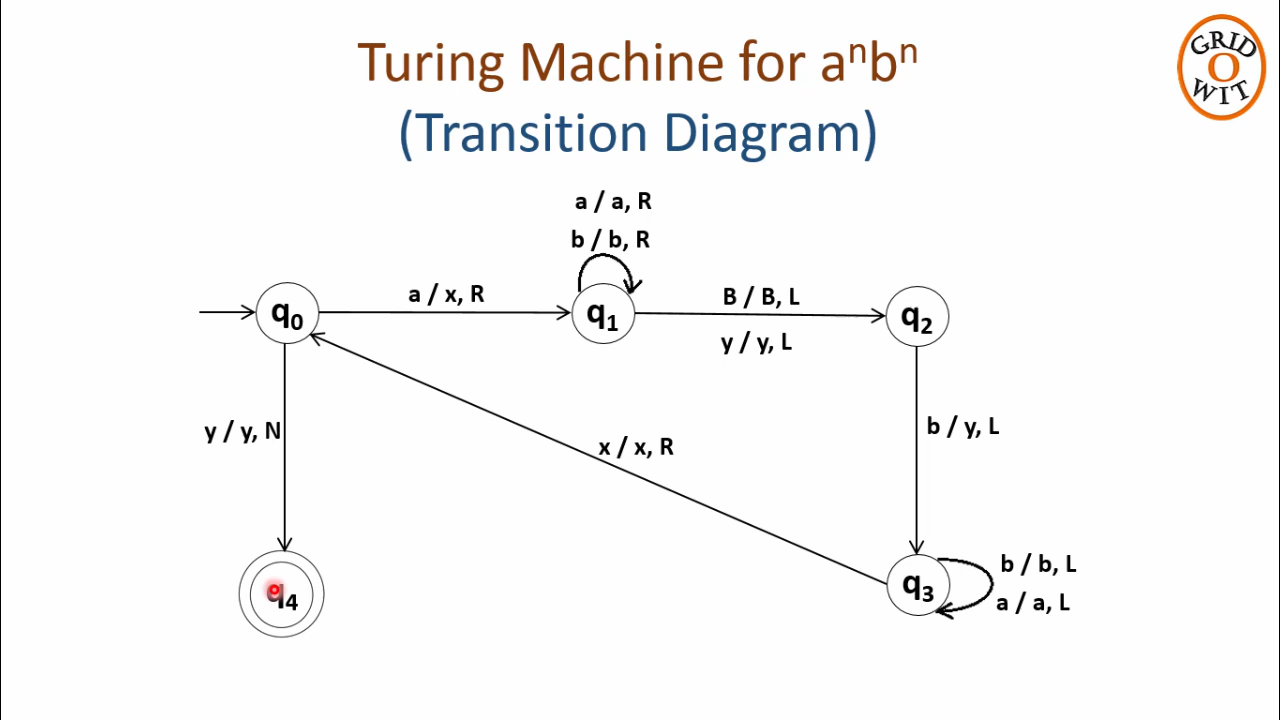 Turing Machine for aⁿbⁿ
(Transition Diagram)
GRID
O
WIT
a / a, R
b / b, R
a / x, R
B / B, L
q₀
q₁
q₂
y / y, L
y / y, N
b / y, L
x / x, R
b / b, L
q₃
a / a, L
q₄